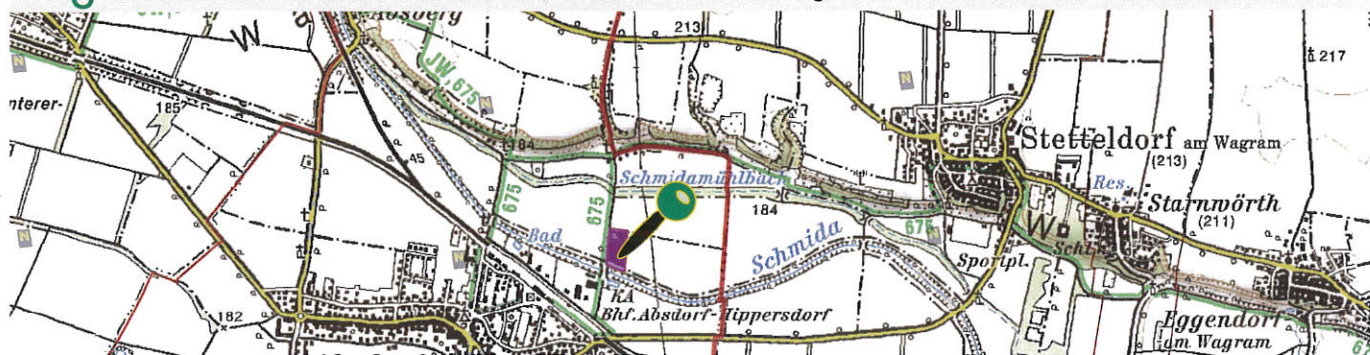 213
217
W
JW, 675
nterer-
185
184
45
Stetteldorf am Wagram
(213)
Schmidamühlbach
Res.
Starnwörth
(211)
675
675
184
W
Bad
Schmida
Sportpl.
KA
Bhf. Absdorf-Hippersdorf
182
Eggendorf
am Wagram